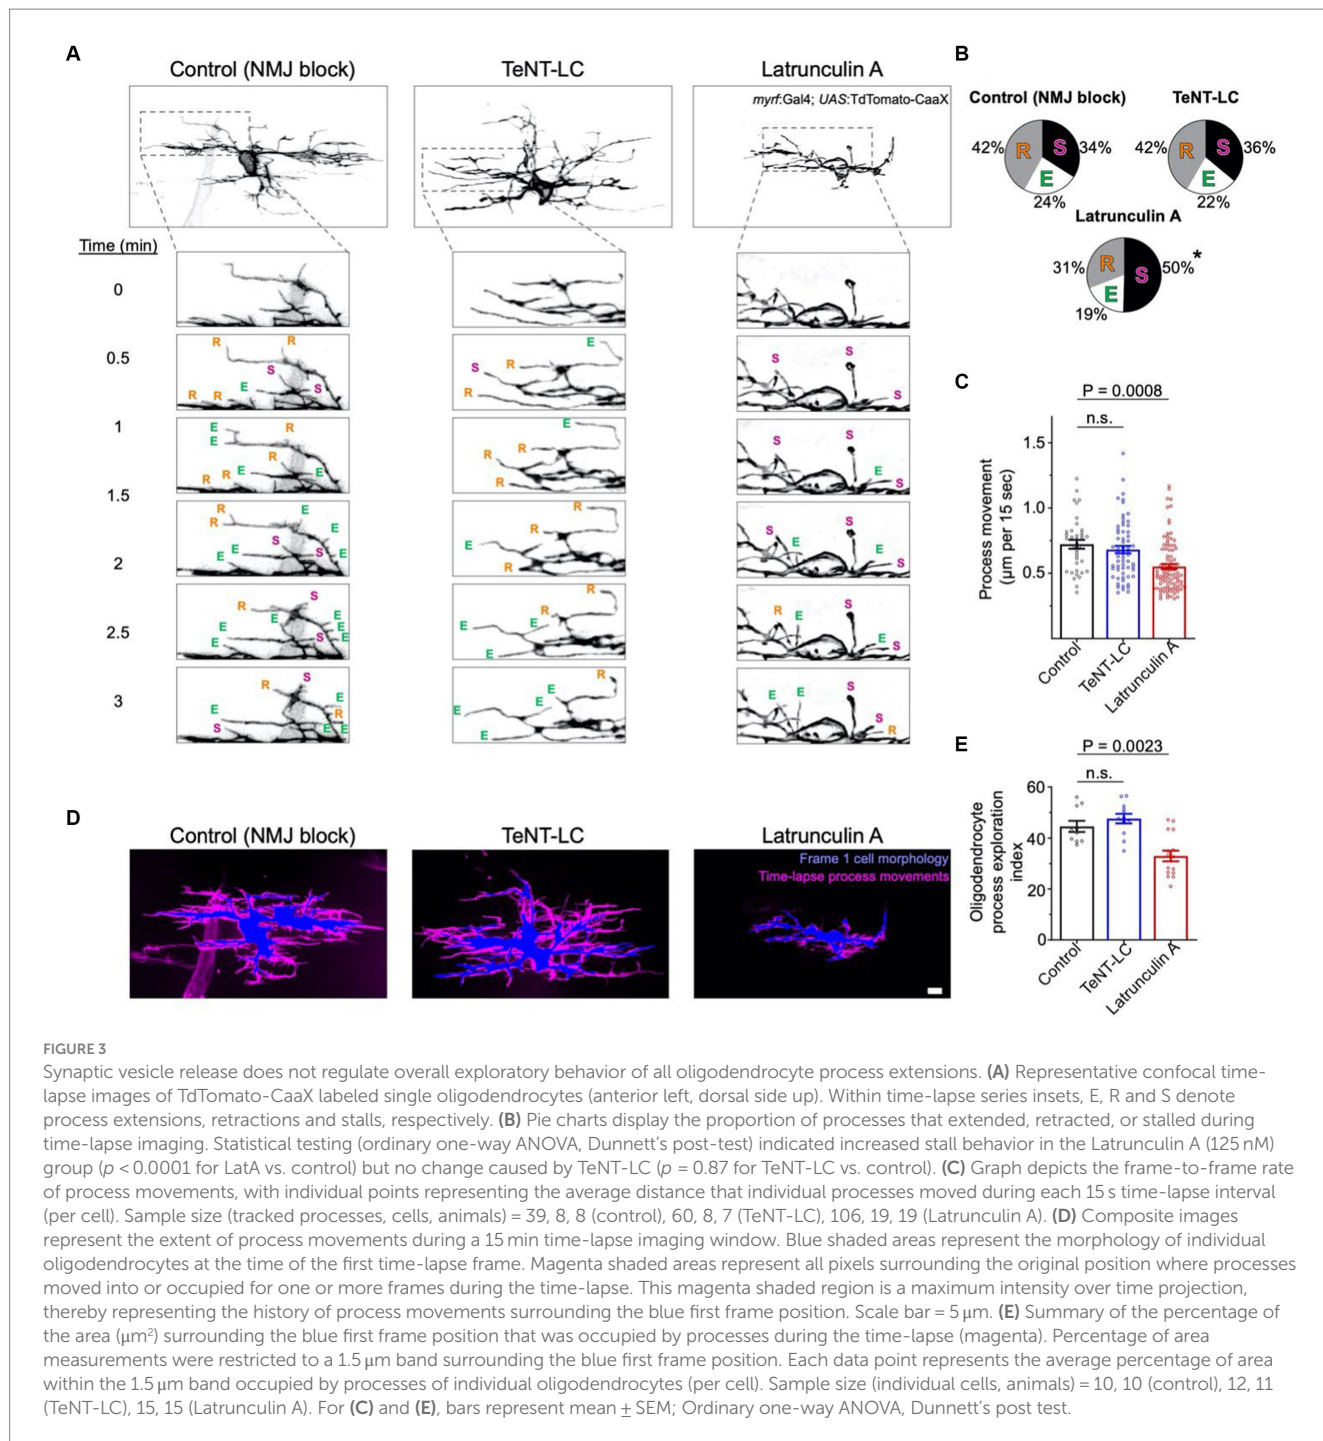 A
Control (NMJ block)
TeNT-LC
Latrunculin A
myrf:Gal4; UAS:TdTomato-CaaX
Time (min)
0
0.5
R R
S
E S
R R
E
S R
R
S
S
S
1
E R
E
R
R R E E
E
R R
R R
S
S
E
S
1.5
2
R E
R E
S
E E S E
R
R
E
R
S
S E E
S
2.5
S
R E E
E E
E S E
R
E E
E
S
R E
E
S
3
S
R E
E R
S E E
R
E
E E
E
S
E E
S
R
B
Control (NMJ block)
TeNT-LC
42% R S 34%
E
24%
42% R S 36%
E
22%
Latrunculin A
31% R S 50% *
E
19%
C
P = 0.0008
n.s.
1.5
1.0
0.5
Process movement
(μm per 15 sec)
Control
TeNT-LC
Latrunculin A
D
Control (NMJ block)
TeNT-LC
Latrunculin A
Frame 1 cell morphology
Time-lapse process movements
E
P = 0.0023
n.s.
60
40
20
0
Oligodendrocyte
process exploration
index
Control
TeNT-LC
Latrunculin A
FIGURE 3
Synaptic vesicle release does not regulate overall exploratory behavior of all oligodendrocyte process extensions. (A) Representative confocal time-
lapse images of TdTomato-CaaX labeled single oligodendrocytes (anterior left, dorsal side up). Within time-lapse series insets, E, R and S denote
process extensions, retractions and stalls, respectively. (B) Pie charts display the proportion of processes that extended, retracted, or stalled during
time-lapse imaging. Statistical testing (ordinary one-way ANOVA, Dunnett's post-test) indicated increased stall behavior in the Latrunculin A (125 nM)
group (p < 0.0001 for LatA vs. control) but no change caused by TeNT-LC (p = 0.87 for TeNT-LC vs. control). (C) Graph depicts the frame-to-frame rate
of process movements, with individual points representing the average distance that individual processes moved during each 15 s time-lapse interval
(per cell). Sample size (tracked processes, cells, animals) = 39, 8, 8 (control), 60, 8, 7 (TeNT-LC), 106, 19, 19 (Latrunculin A). (D) Composite images
represent the extent of process movements during a 15 min time-lapse imaging window. Blue shaded areas represent the morphology of individual
oligodendrocytes at the time of the first time-lapse frame. Magenta shaded areas represent all pixels surrounding the original position where processes
moved into or occupied for one or more frames during the time-lapse. This magenta shaded region is a maximum intensity over time projection,
thereby representing the history of process movements surrounding the blue first frame position. Scale bar = 5 μm. (E) Summary of the percentage of
the area (μm²) surrounding the blue first frame position that was occupied by processes during the time-lapse (magenta). Percentage of area
measurements were restricted to a 1.5 μm band surrounding the blue first frame position. Each data point represents the average percentage of area
within the 1.5 μm band occupied by processes of individual oligodendrocytes (per cell). Sample size (individual cells, animals) = 10, 10 (control), 12, 11
(TeNT-LC), 15, 15 (Latrunculin A). For (C) and (E), bars represent mean ± SEM; Ordinary one-way ANOVA, Dunnett's post test.